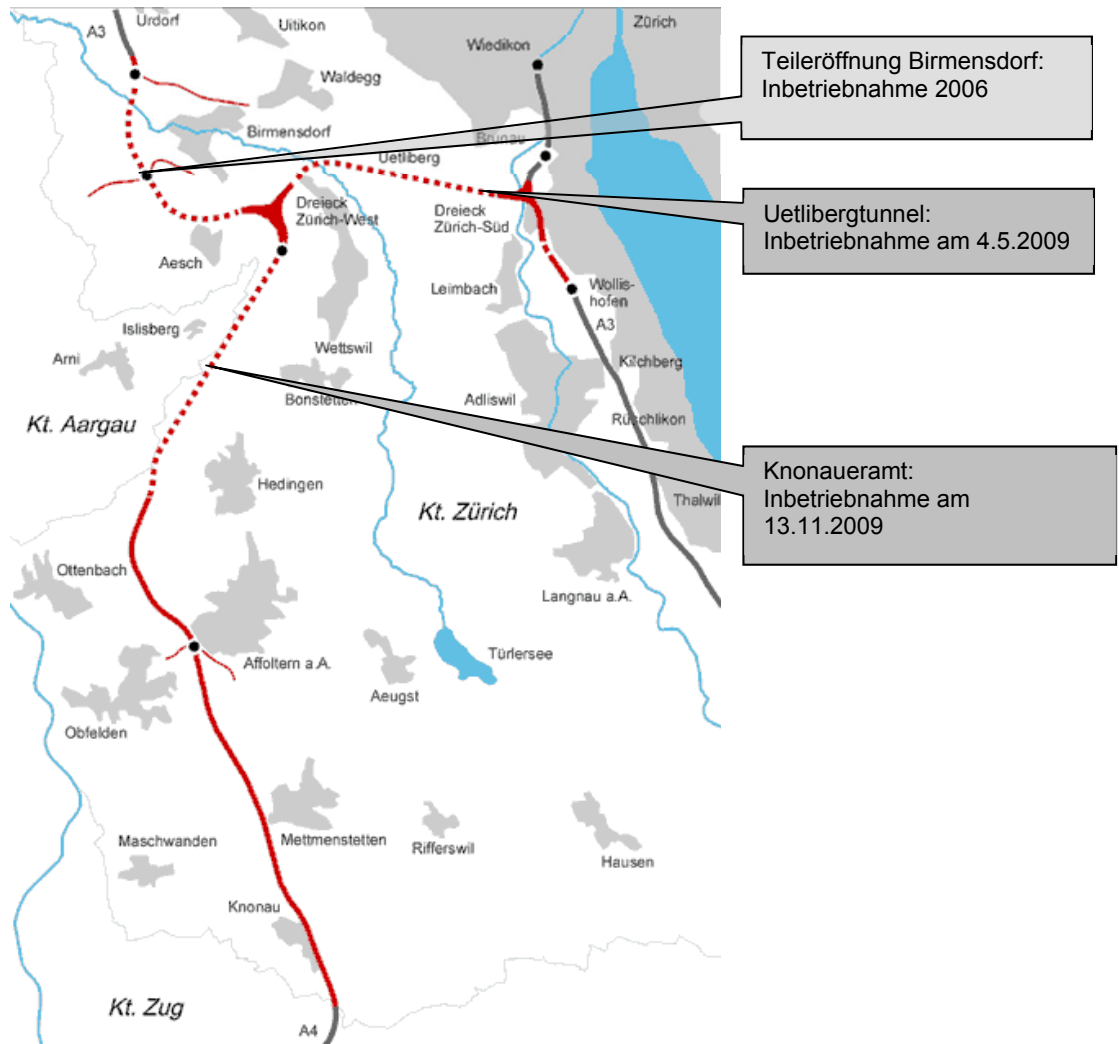 A3
Urdorf
Uitikon
Zürich
Wiedikon
Waldegg
Teileröffnung Birmensdorf:
Inbetriebnahme 2006
Birmensdorf
Brunau
Uetliberg
Dreieck
Zürich-West
Dreieck
Zürich-Süd
Uetlibergtunnel:
Inbetriebnahme am 4.5.2009
Aesch
Leimbach
Wollis-
hofen
A3
Islisberg
Arni
Wettswil
Kilchberg
Bonstetten
Adliswil
Rüschlikon
Kt. Aargau
Knonaueramt:
Inbetriebnahme am
13.11.2009
Hedingen
Kt. Zürich
Thalwil
Ottenbach
Langnau a.A.
Affoltern a.A.
Türlersee
Aeugst
Obfelden
Maschwanden
Mettmenstetten
Rifferswil
Hausen
Knonau
Kt. Zug
A4